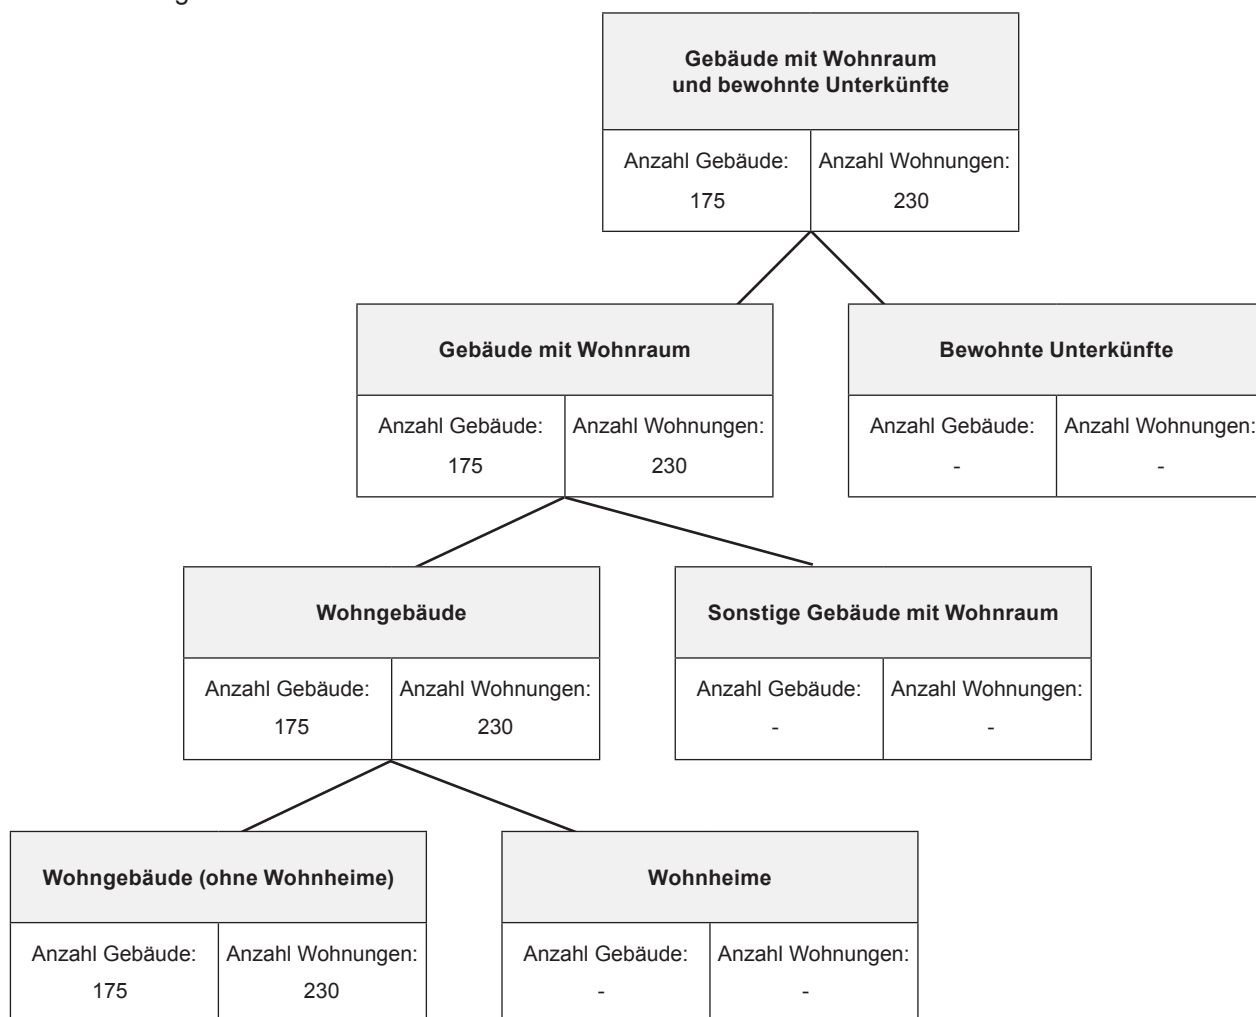 Gebäude mit Wohnraum
und bewohnte Unterkünfte
Anzahl Gebäude: Anzahl Wohnungen:
175 230
Gebäude mit Wohnraum
Bewohnte Unterkünfte
Anzahl Gebäude: Anzahl Wohnungen:
175 230
Anzahl Gebäude: Anzahl Wohnungen:
- -
Wohngebäude
Sonstige Gebäude mit Wohnraum
Anzahl Gebäude: Anzahl Wohnungen:
175 230
Anzahl Gebäude: Anzahl Wohnungen:
- -
Wohngebäude (ohne Wohnheime)
Wohnheime
Anzahl Gebäude: Anzahl Wohnungen:
175 230
Anzahl Gebäude: Anzahl Wohnungen:
- -